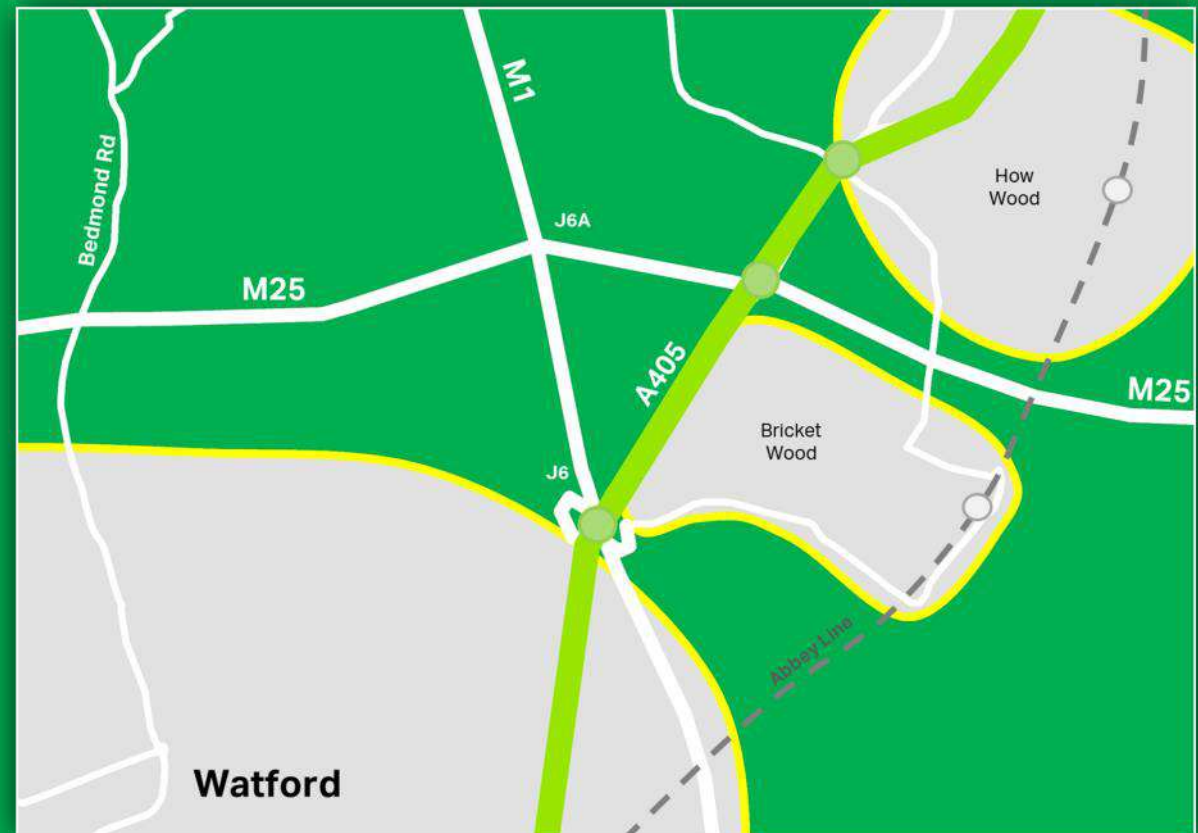 M1
Bedmond Rd
How
Wood
J6A
M25
A405
M25
Bricket
Wood
J6
Abbey Line
Watford